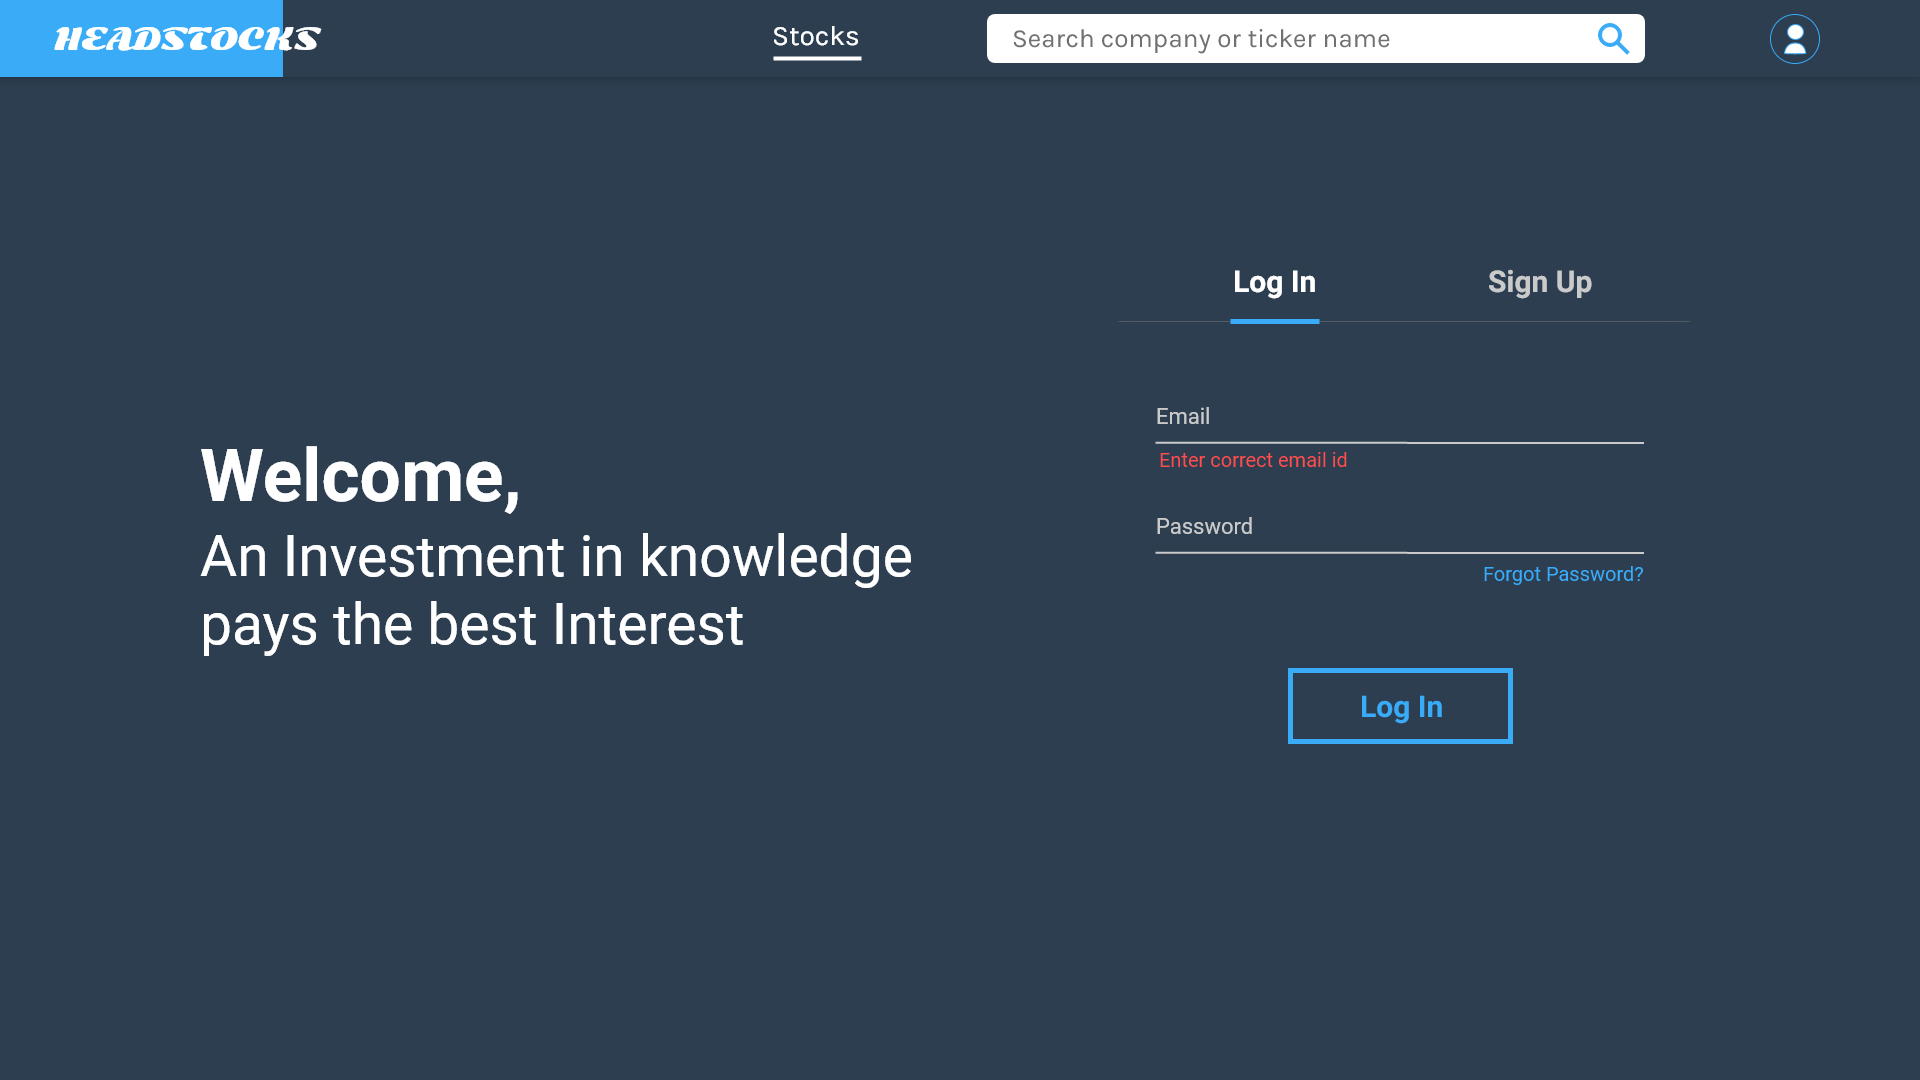 HEADSTOCKS
Stocks
Search company or ticker name
Log In
Sign Up
Welcome,
An Investment in knowledge
pays the best Interest
Email
Enter correct email id
Password
Forgot Password?
Log In